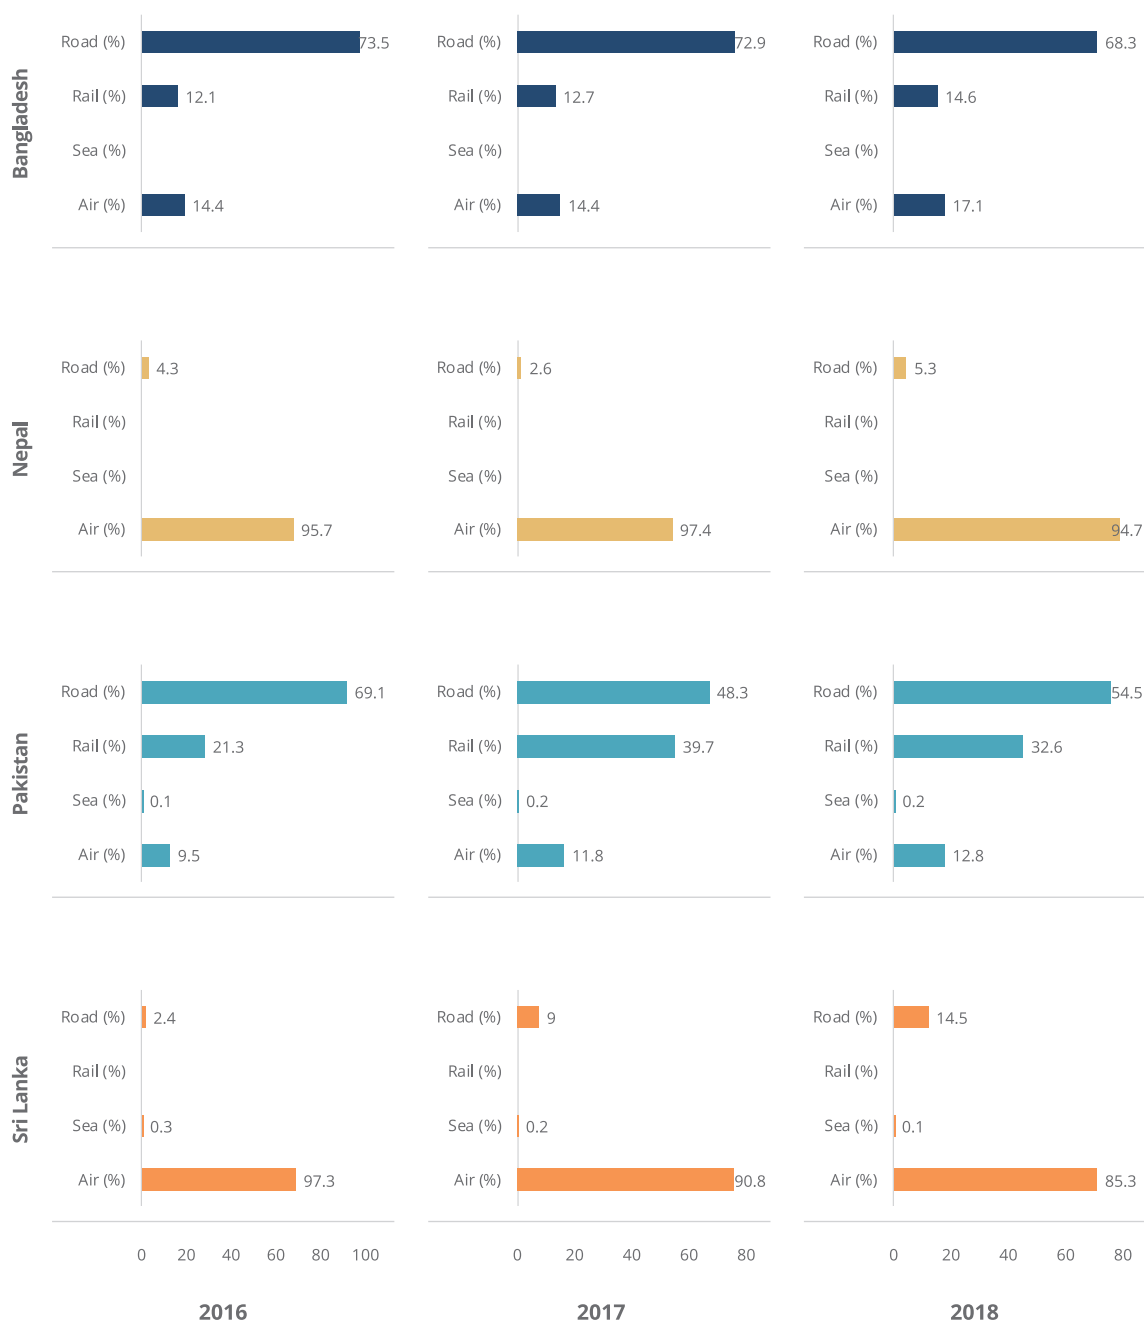 Bangladesh
Road (%) 73.5 Road (%) 72.9 Road (%) 68.3
Rail (%) 12.1 Rail (%) 12.7 Rail (%) 14.6
Sea (%) Sea (%) Sea (%)
Air (%) 14.4 Air (%) 14.4 Air (%) 17.1
Nepal
Road (%) 4.3 Road (%) 2.6 Road (%) 5.3
Rail (%) Rail (%) Rail (%)
Sea (%) Sea (%) Sea (%)
Air (%) 95.7 Air (%) 97.4 Air (%) 94.7
Pakistan
Road (%) 69.1 Road (%) 48.3 Road (%) 54.5
Rail (%) 21.3 Rail (%) 39.7 Rail (%) 32.6
Sea (%) 0.1 Sea (%) 0.2 Sea (%) 0.2
Air (%) 9.5 Air (%) 11.8 Air (%) 12.8
Sri Lanka
Road (%) 2.4 Road (%) 9 Road (%) 14.5
Rail (%) Rail (%) Rail (%)
Sea (%) 0.3 Sea (%) 0.2 Sea (%) 0.1
Air (%) 97.3 Air (%) 90.8 Air (%) 85.3
0 20 40 60 80 100 0 20 40 60 80 0 20 40 60 80
2016 2017 2018